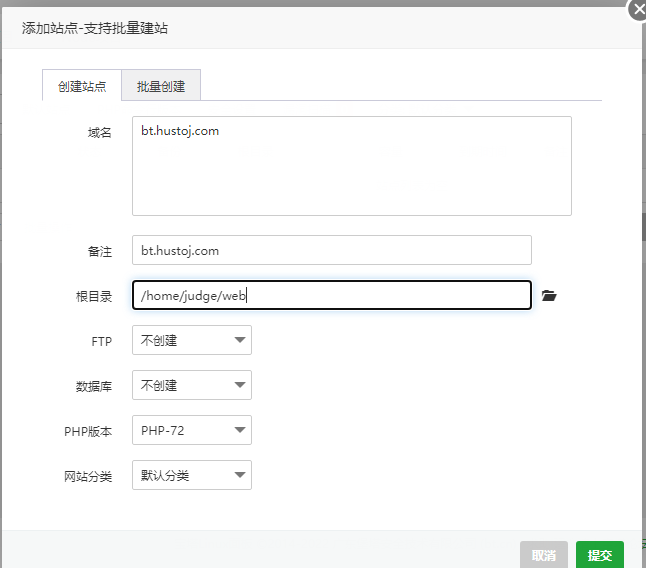 添加站点-支持批量建站
创建站点 批量创建
域名 bt.hustoj.com
备注 bt.hustoj.com
根目录 /home/judge/web
FTP 不创建
数据库 不创建
PHP版本 PHP-72
网站分类 默认分类
取消 提交